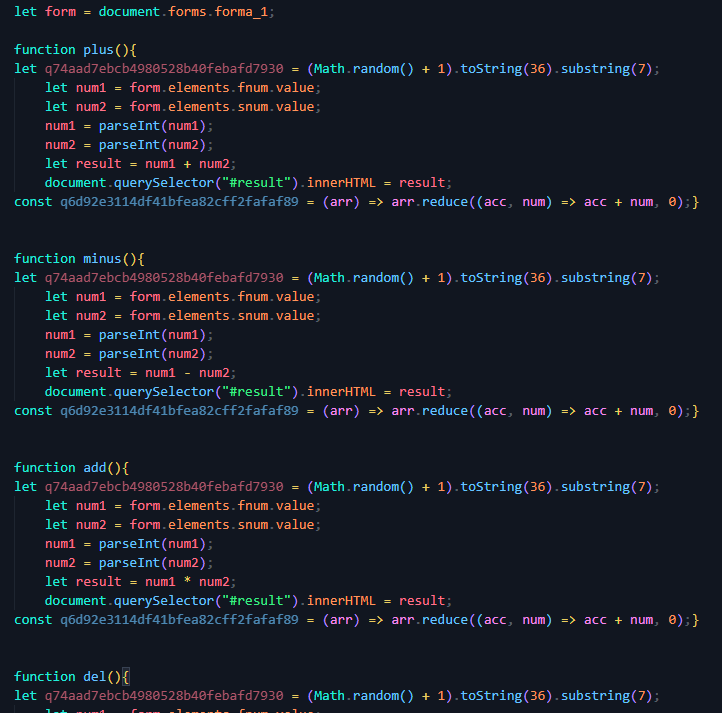 let form = document.forms.forma_1;
function plus(){
let q74aad7ebcb4980528b40febafd7930 = (Math.random() + 1).toString(36).substring(7);
let num1 = form.elements.fnum.value;
let num2 = form.elements.snum.value;
num1 = parseInt(num1);
num2 = parseInt(num2);
let result = num1 + num2;
document.querySelector("#result").innerHTML = result;
const q6d92e3114df41bfea82cff2fafaf89 = (arr) => arr.reduce((acc, num) => acc + num, 0);}
function minus(){
let q74aad7ebcb4980528b40febafd7930 = (Math.random() + 1).toString(36).substring(7);
let num1 = form.elements.fnum.value;
let num2 = form.elements.snum.value;
num1 = parseInt(num1);
num2 = parseInt(num2);
let result = num1 - num2;
document.querySelector("#result").innerHTML = result;
const q6d92e3114df41bfea82cff2fafaf89 = (arr) => arr.reduce((acc, num) => acc + num, 0);}
function add(){
let q74aad7ebcb4980528b40febafd7930 = (Math.random() + 1).toString(36).substring(7);
let num1 = form.elements.fnum.value;
let num2 = form.elements.snum.value;
num1 = parseInt(num1);
num2 = parseInt(num2);
let result = num1 * num2;
document.querySelector("#result").innerHTML = result;
const q6d92e3114df41bfea82cff2fafaf89 = (arr) => arr.reduce((acc, num) => acc + num, 0);}
function del(){
let q74aad7ebcb4980528b40febafd7930 = (Math.random() + 1).toString(36).substring(7);